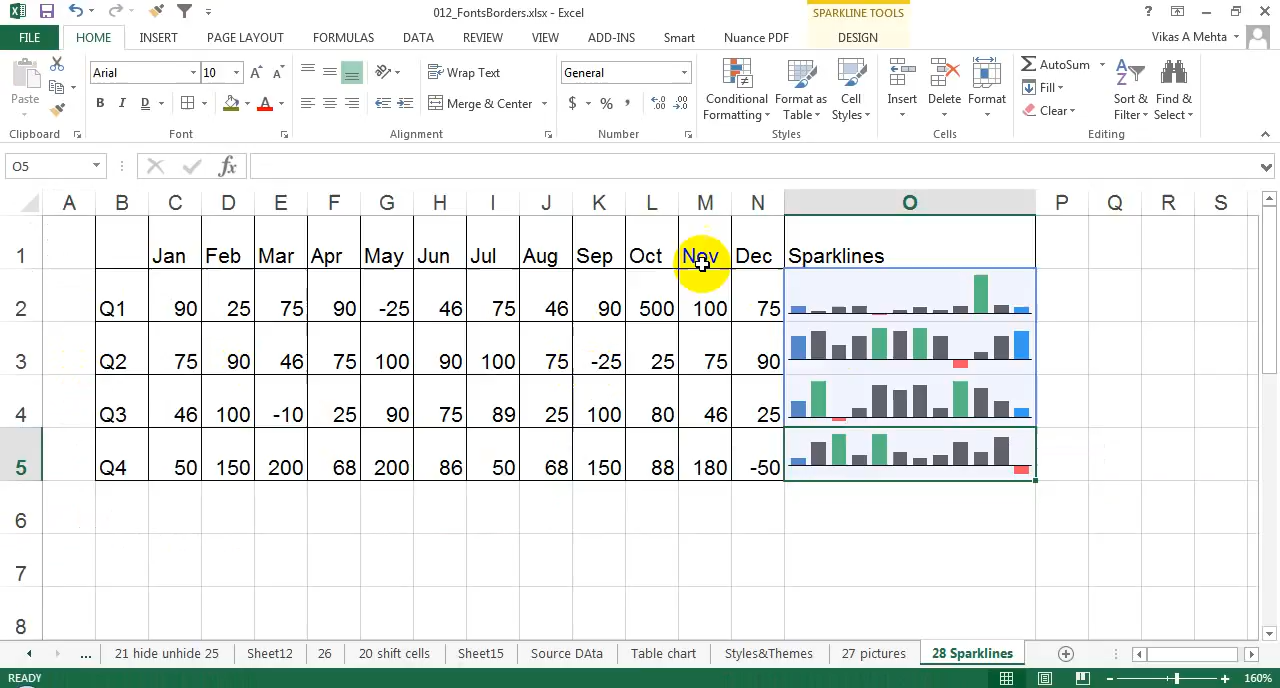 012_FontsBorders.xlsx - Excel
SPARKLINE TOOLS
?
FILE HOME INSERT PAGE LAYOUT FORMULAS DATA REVIEW VIEW ADD-INS Smart Nuance PDF DESIGN Vikas A Mehta
Paste
Arial 10
B I D A
Wrap Text
Merge & Center
General
$ % ,
Conditional Formatting
Format as Table
Cell Styles
Insert Delete Format
AutoSum
Fill
Clear
Sort & Filter
Find & Select
Clipboard Font Alignment Number Styles Cells Editing
O5 fx
A B C D E F G H I J K L M N O P Q R S
1 Jan Feb Mar Apr May Jun Jul Aug Sep Oct Nov Dec Sparklines
2 Q1 90 25 75 90 -25 46 75 46 90 500 100 75
3 Q2 75 90 46 75 100 90 100 75 -25 25 75 90
4 Q3 46 100 -10 25 90 75 89 25 100 80 46 25
5 Q4 50 150 200 68 200 86 50 68 150 88 180 -50
6
7
8
... 21 hide unhide 25 Sheet12 26 20 shift cells Sheet15 Source DAta Table chart Styles&Themes 27 pictures 28 Sparklines
READY 160%